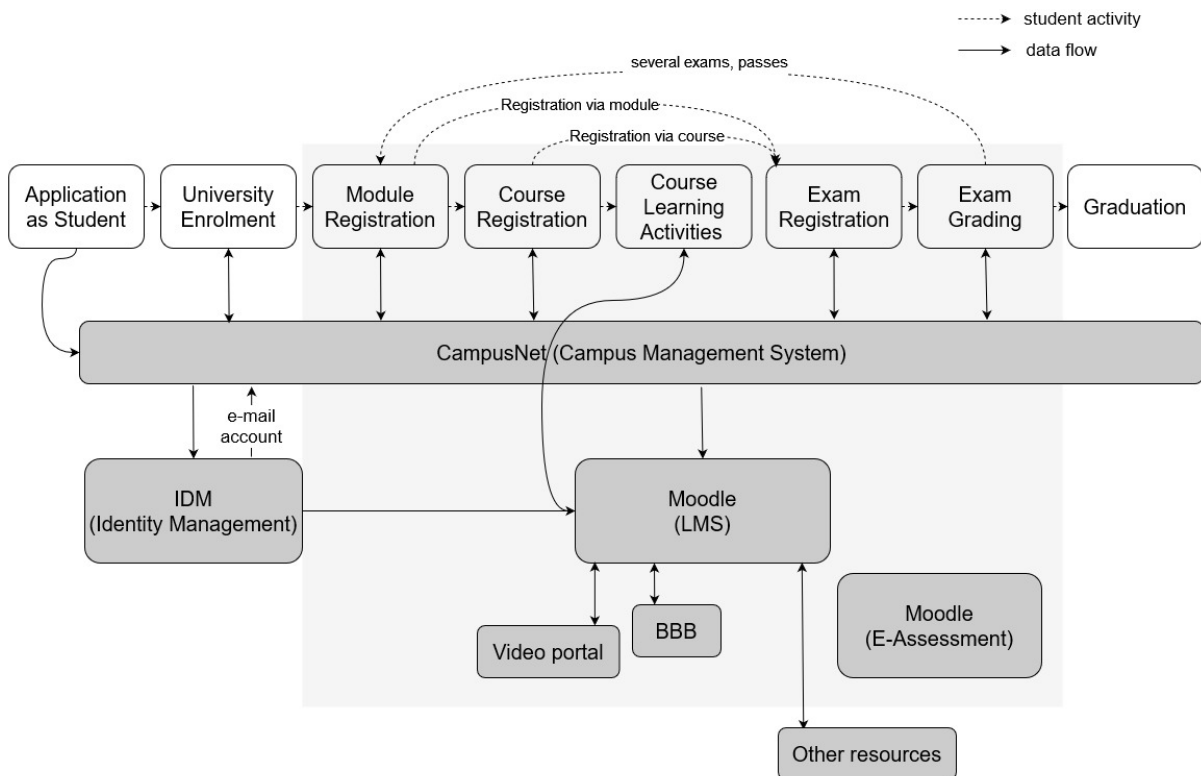 student activity
data flow
several exams, passes
Registration via module
Registration via course
Application
as Student
University
Enrolment
Module
Registration
Course
Registration
Course
Learning
Activities
Exam
Registration
Exam
Grading
Graduation
CampusNet (Campus Management System)
e-mail
account
IDM
(Identity Management)
Moodle
(LMS)
Moodle
(E-Assessment)
BBB
Video portal
Other resources